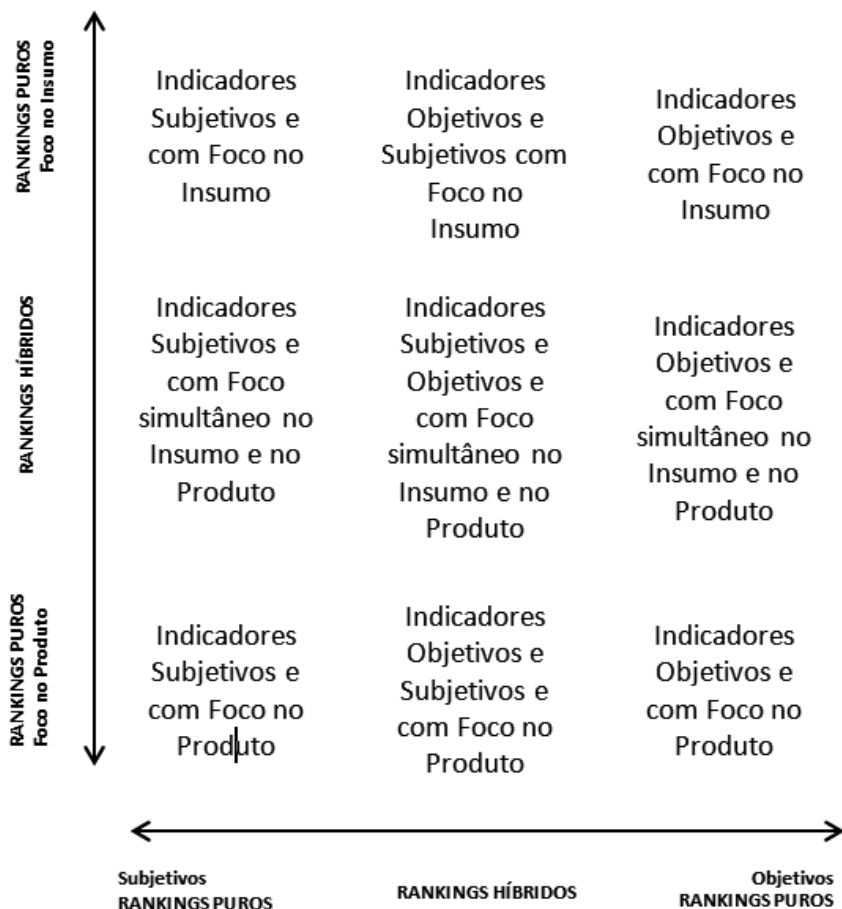 RANKINGS PUROS
Foco no Insumo
Indicadores
Subjetivos e
com Foco no
Insumo
Indicadores
Objetivos e
Subjetivos com
Foco no
Insumo
Indicadores
Objetivos e
com Foco no
Insumo
RANKINGS HÍBRIDOS
Indicadores
Subjetivos e
com Foco
simultâneo no
Insumo e no
Produto
Indicadores
Subjetivos e
Objetivos e
com Foco
simultâneo no
Insumo e no
Produto
Indicadores
Objetivos e
com Foco
simultâneo no
Insumo e no
Produto
RANKINGS PUROS
Foco no Produto
Indicadores
Subjetivos e
com Foco no
Produto
Indicadores
Objetivos e
Subjetivos e
com Foco no
Produto
Indicadores
Objetivos e
com Foco no
Produto
Subjetivos
RANKINGS PUROS
RANKINGS HÍBRIDOS
Objetivos
RANKINGS PUROS